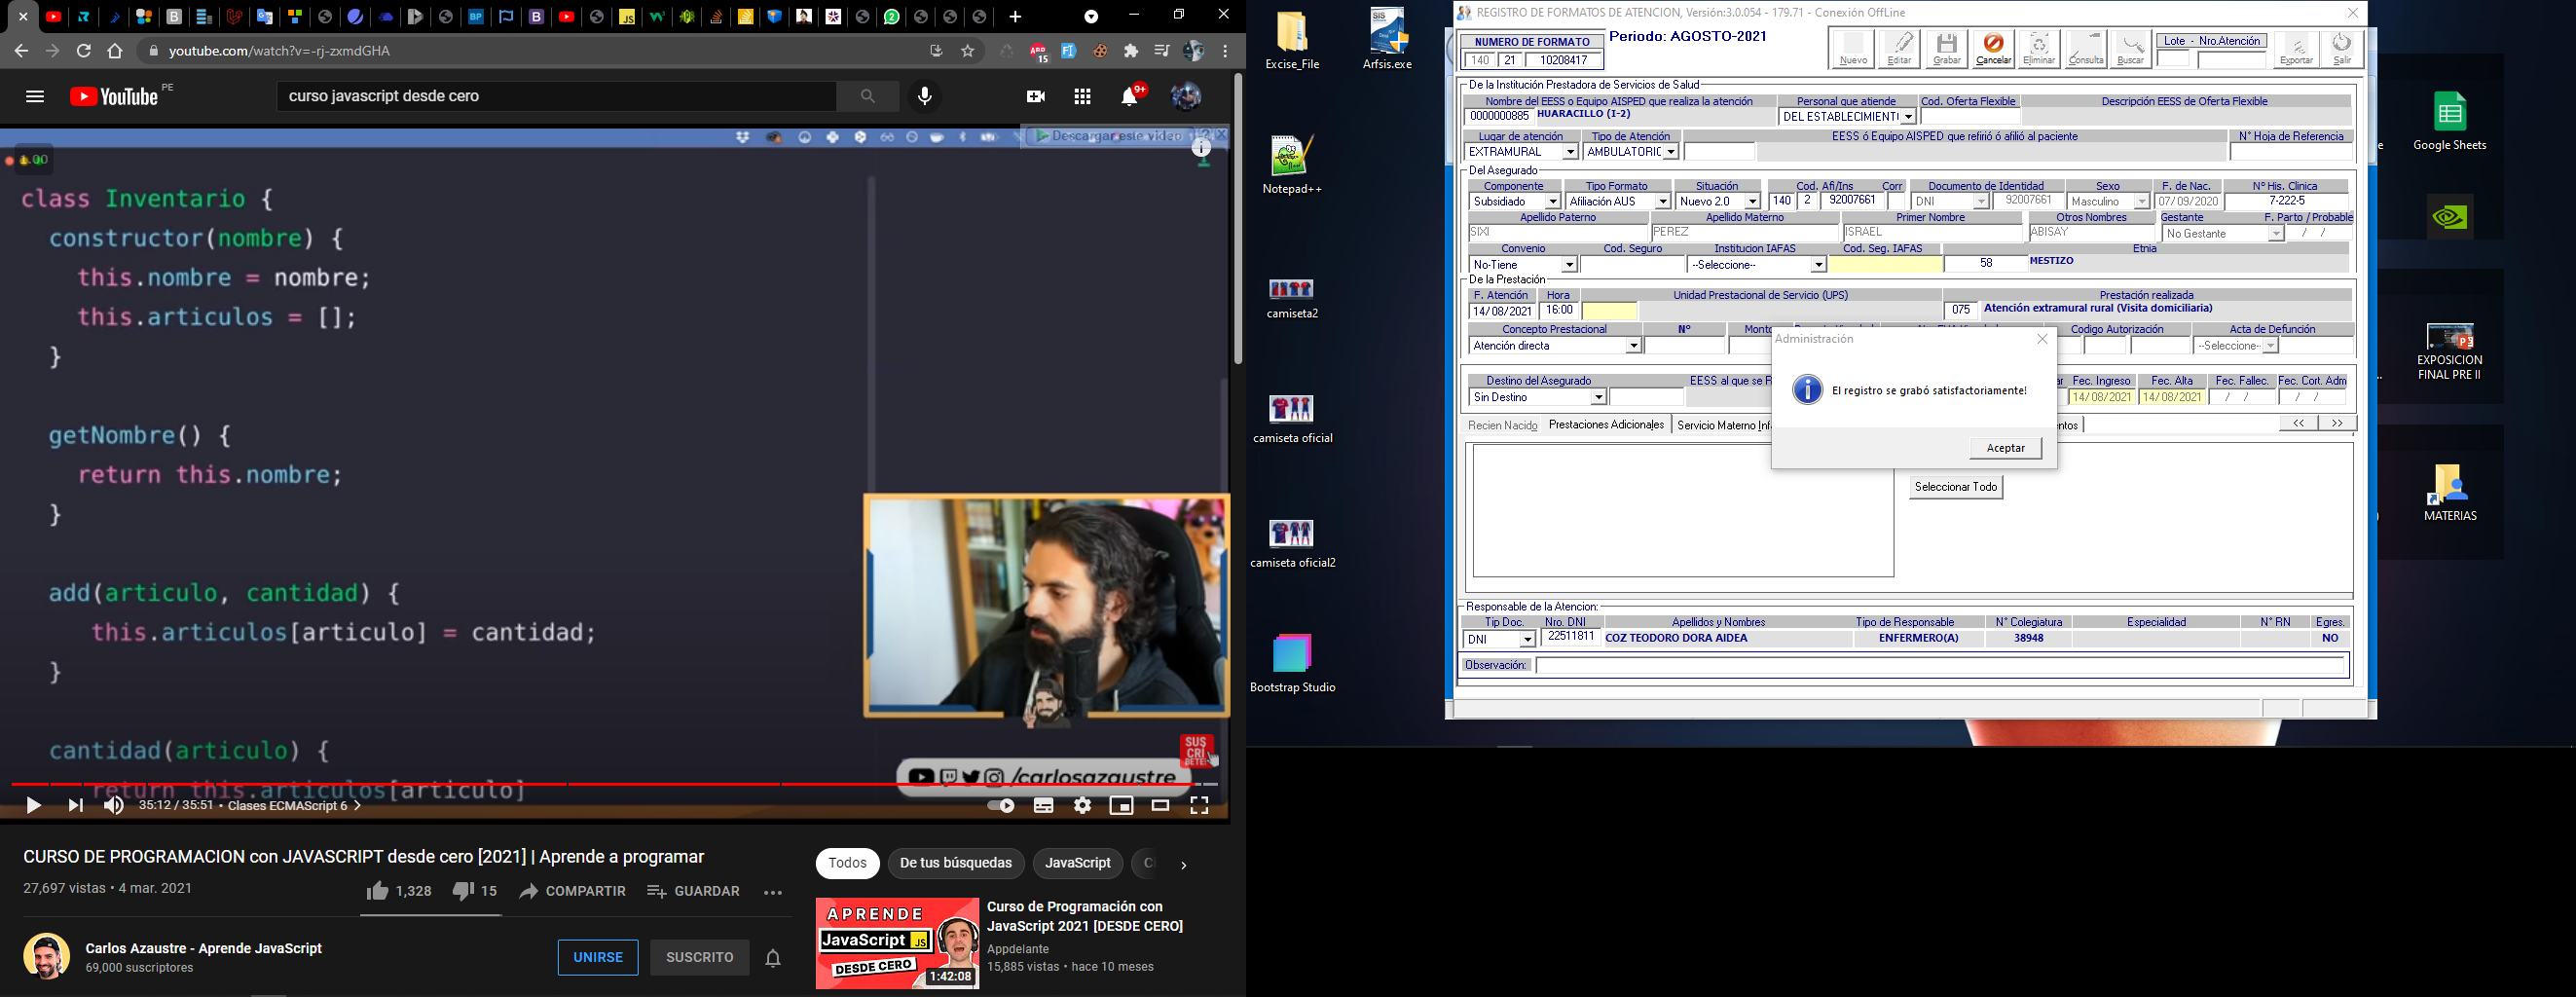 youtube.com/watch?v=-rj-zxmdGHA
15
YouTube PE
curso javascript desde cero
9+
Descargar este video
1.00
class Inventario {
constructor(nombre) {
this.nombre = nombre;
this.articulos = [];
}
getNombre() {
return this.nombre;
}
add(articulo, cantidad) {
this.articulos[articulo] = cantidad;
}
cantidad(articulo) {
return this.articulos[articulo]
SUS
CRÍ
BETE
/carlosazaustre
35:12 / 35:51 • Clases ECMAScript 6
CURSO DE PROGRAMACION con JAVASCRIPT desde cero [2021] | Aprende a programar
27,697 vistas • 4 mar. 2021
1,328
15
COMPARTIR
GUARDAR
Carlos Azaustre - Aprende JavaScript
69,000 suscriptores
UNIRSE
SUSCRITO
Todos
De tus búsquedas
JavaScript
APRENDE
JavaScript JS
DESDE CERO
1:42:08
Curso de Programación con
JavaScript 2021 [DESDE CERO]
Appdelante
15,885 vistas • hace 10 meses
Excise_File
Arfsis.exe
Notepad++
camiseta2
camiseta oficial
camiseta oficial2
Bootstrap Studio
REGISTRO DE FORMATOS DE ATENCION, Versión:3.0.054 - 179.71 - Conexión OffLine
NUMERO DE FORMATO
140 21 10208417
Periodo: AGOSTO-2021
Nuevo Editar Grabar Cancelar Eliminar Consulta Buscar
Lote - Nro.Atención
Exportar Salir
De la Institución Prestadora de Servicios de Salud
Nombre del EESS o Equipo AISPED que realiza la atención Personal que atiende Cod. Oferta Flexible Descripción EESS de Oferta Flexible
0000000885 HUARACILLO (I-2) DEL ESTABLECIMIENT
Lugar de atención Tipo de Atención EESS ó Equipo AISPED que refirió ó afilió al paciente N° Hoja de Referencia
EXTRAMURAL AMBULATORIC
Del Asegurado
Componente Tipo Formato Situación Cod. Afi/Ins Corr Documento de Identidad Sexo F. de Nac. N° His. Clinica
Subsidiado Afiliación AUS Nuevo 2.0 140 2 92007661 DNI 92007661 Masculino 07/09/2020 7-222-5
Apellido Paterno Apellido Materno Primer Nombre Otros Nombres Gestante F. Parto / Probable
SIXI PEREZ ISRAEL ABISAY No Gestante / /
Convenio Cod. Seguro Institucion IAFAS Cod. Seg. IAFAS Etnia
No-Tiene --Seleccione-- 58 MESTIZO
De la Prestación
F. Atención Hora Unidad Prestacional de Servicio (UPS) Prestación realizada
14/08/2021 16:00 075 Atención extramural rural (Visita domiciliaria)
Concepto Prestacional N° Monto Codigo Autorización Acta de Defunción
Atención directa --Seleccione--
Administración
El registro se grabó satisfactoriamente!
Aceptar
Destino del Asegurado EESS al que se R Fec. Ingreso Fec. Alta Fec. Fallec. Fec. Cort. Adm
Sin Destino 14/08/2021 14/08/2021 / / / /
Recien Nacido Prestaciones Adicionales Servicio Materno Inf entos << >>
Seleccionar Todo
Responsable de la Atencion:
Tip Doc. Nro. DNI Apellidos y Nombres Tipo de Responsable N° Colegiatura Especialidad N° RN Egres.
DNI 22511811 COZ TEODORO DORA AIDEA ENFERMERO(A) 38948 NO
Observación:
Google Sheets
EXPOSICION
FINAL PRE II
MATERIAS